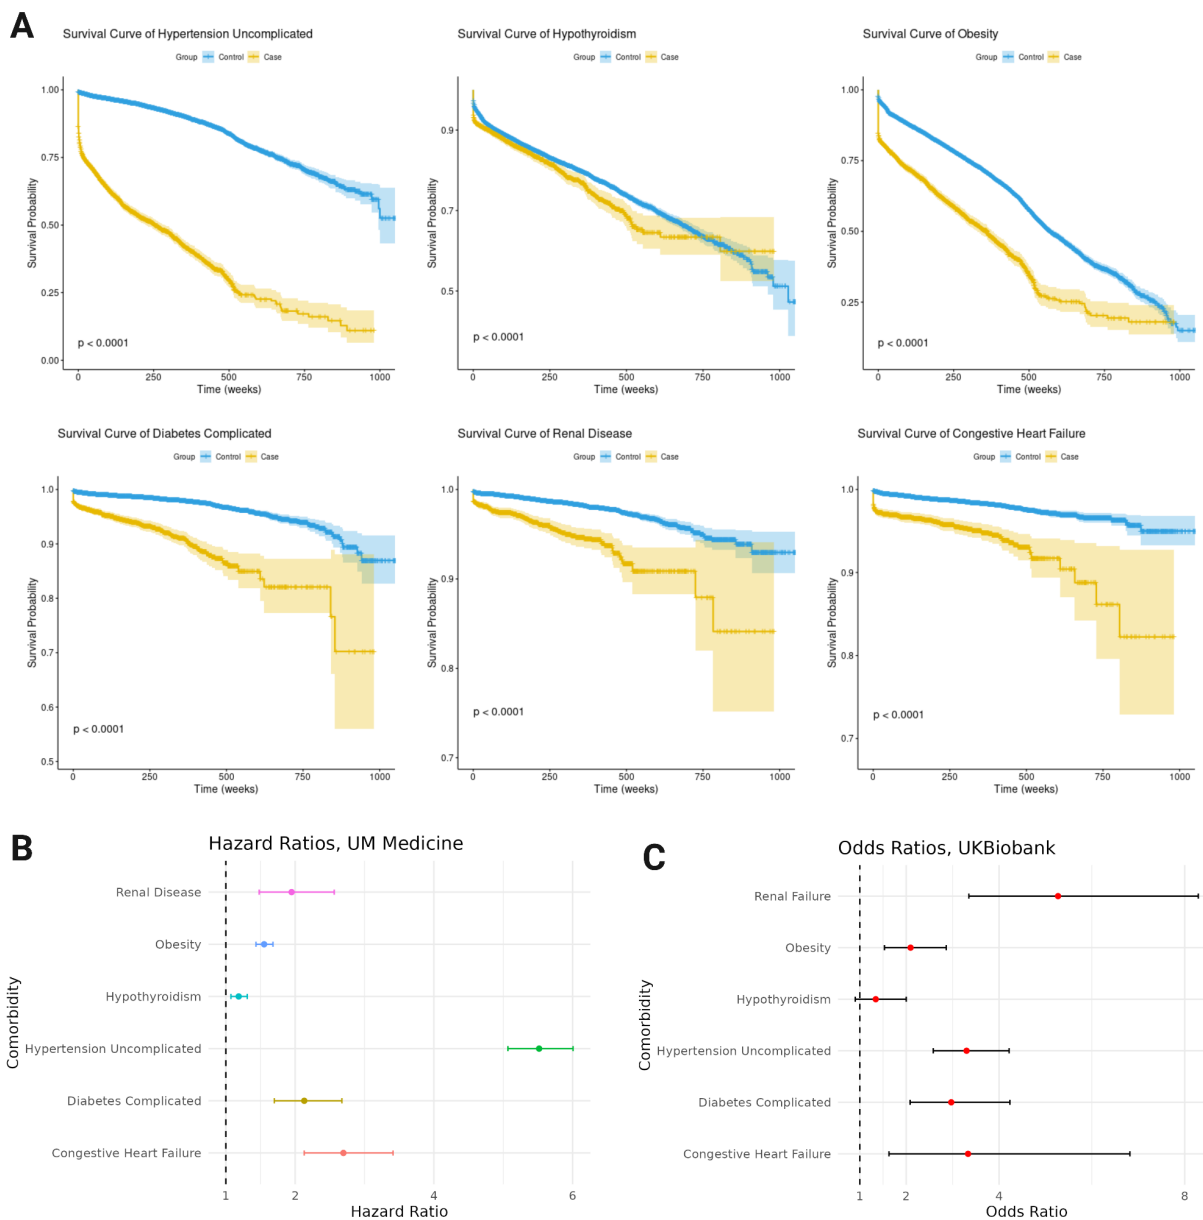 A
Survival Curve of Hypertension Uncomplicated
Group Control Case
Survival Probability
1.00
0.75
0.50
0.25
0.00
p < 0.0001
0 250 500 750 1000
Time (weeks)
Survival Curve of Hypothyroidism
Group Control Case
Survival Probability
0.9
0.7
0.5
p < 0.0001
0 250 500 750 1000
Time (weeks)
Survival Curve of Obesity
Group Control Case
Survival Probability
1.00
0.75
0.50
0.25
p < 0.0001
0 250 500 750 1000
Time (weeks)
Survival Curve of Diabetes Complicated
Group Control Case
Survival Probability
1.0
0.9
0.8
0.7
0.6
0.5
p < 0.0001
0 250 500 750 1000
Time (weeks)
Survival Curve of Renal Disease
Group Control Case
Survival Probability
1.0
0.9
0.8
0.7
p < 0.0001
0 250 500 750 1000
Time (weeks)
Survival Curve of Congestive Heart Failure
Group Control Case
Survival Probability
1.0
0.9
0.8
0.7
p < 0.0001
0 250 500 750 1000
Time (weeks)
B
Hazard Ratios, UM Medicine
Comorbidity
Renal Disease
Obesity
Hypothyroidism
Hypertension Uncomplicated
Diabetes Complicated
Congestive Heart Failure
1 2 4 6
Hazard Ratio
C
Odds Ratios, UKBiobank
Comorbidity
Renal Failure
Obesity
Hypothyroidism
Hypertension Uncomplicated
Diabetes Complicated
Congestive Heart Failure
1 2 4 8
Odds Ratio